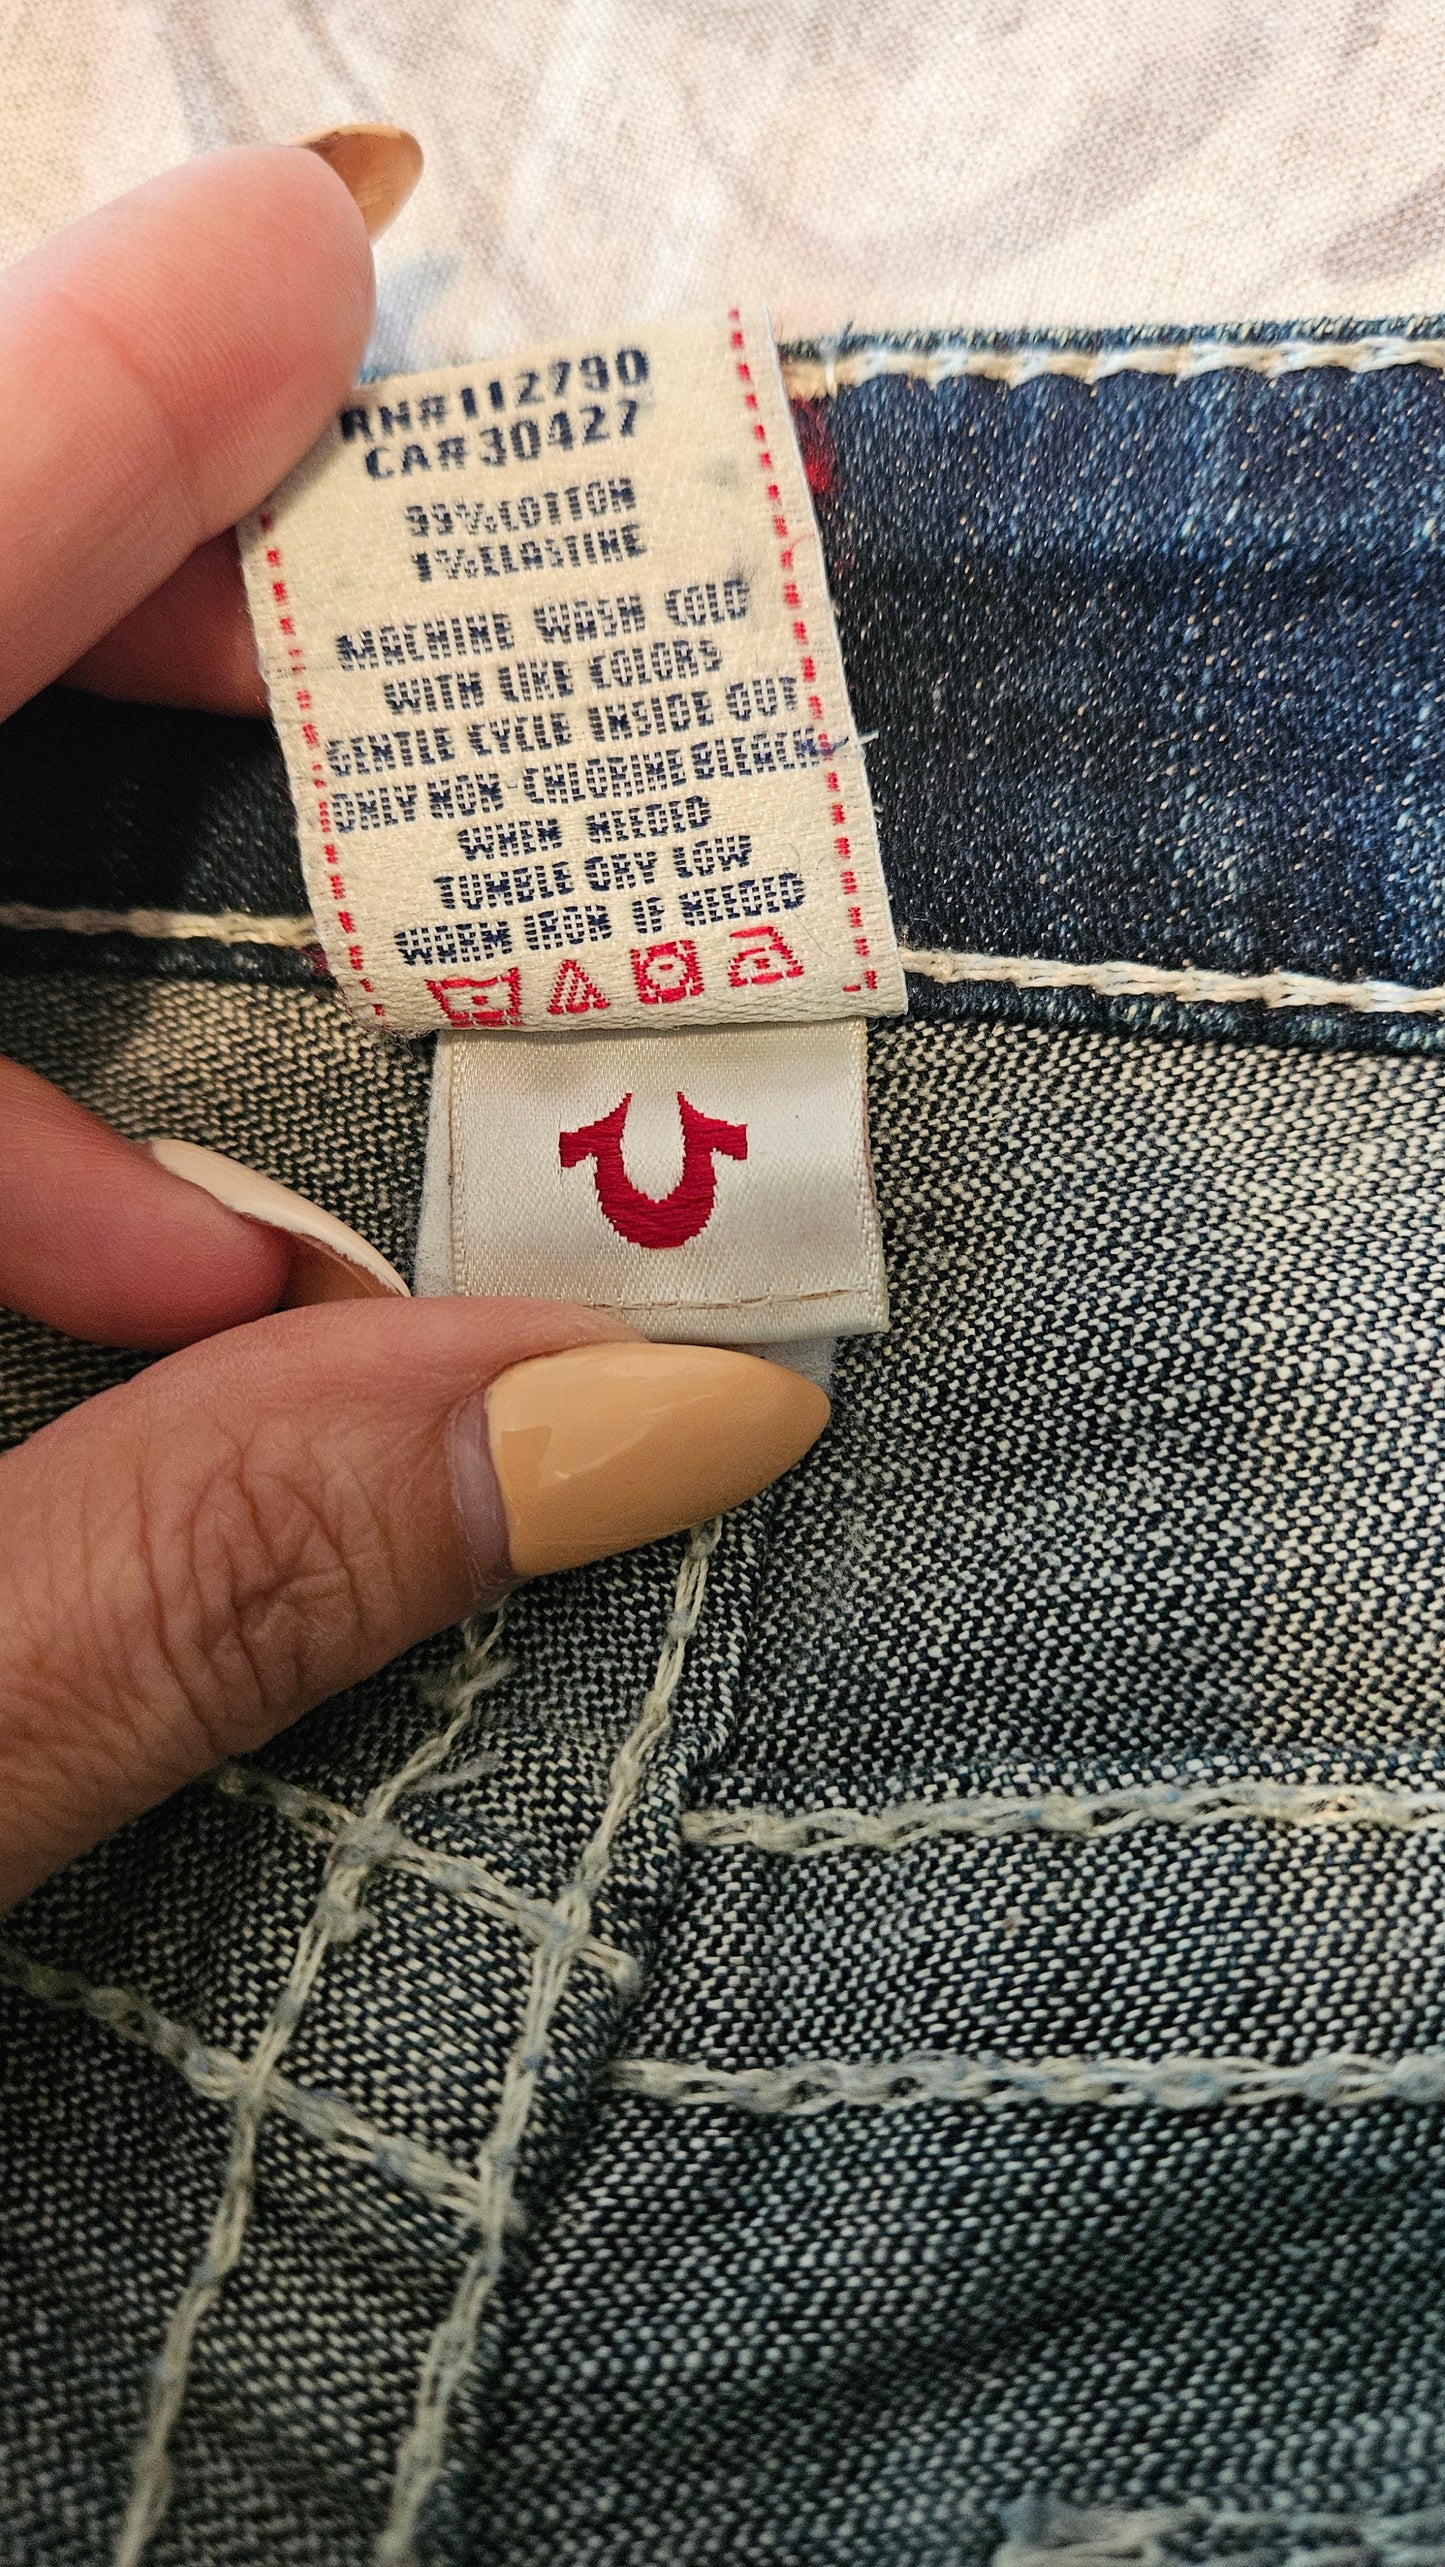 RN#112790
CA#30427
99%COTTON
1%ELASTINE
MACHINE WASH COLD
WITH LIKE COLORS
GENTLE CYCLE INSIDE OUT
ONLY NON-CHLORINE BLEACH
WHEN NEEDED
TUMBLE DRY LOW
WARM IRON IF NEEDED